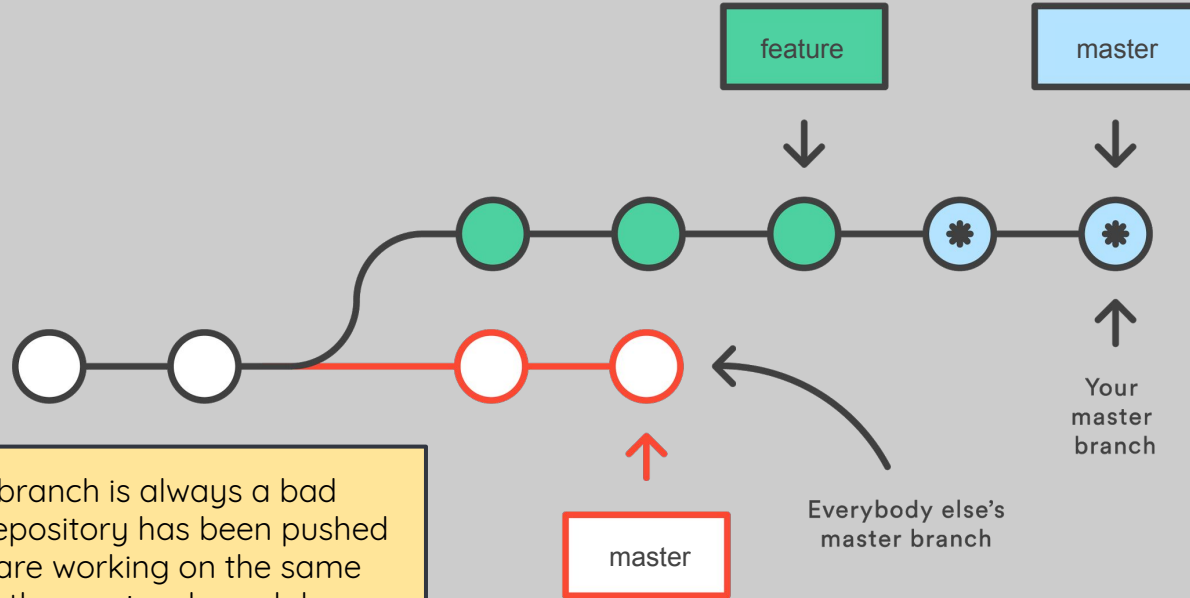 feature
master
Your
master
branch
Everybody else's
master branch
master
branch is always a bad
epository has been pushed
are working on the same